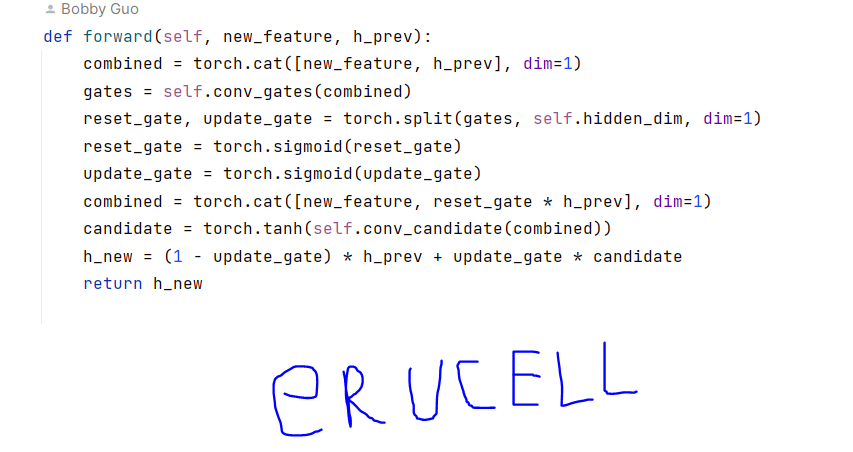 Bobby Guo
def forward(self, new_feature, h_prev):
    combined = torch.cat([new_feature, h_prev], dim=1)
    gates = self.conv_gates(combined)
    reset_gate, update_gate = torch.split(gates, self.hidden_dim, dim=1)
    reset_gate = torch.sigmoid(reset_gate)
    update_gate = torch.sigmoid(update_gate)
    combined = torch.cat([new_feature, reset_gate * h_prev], dim=1)
    candidate = torch.tanh(self.conv_candidate(combined))
    h_new = (1 - update_gate) * h_prev + update_gate * candidate
    return h_new
eRUCELL